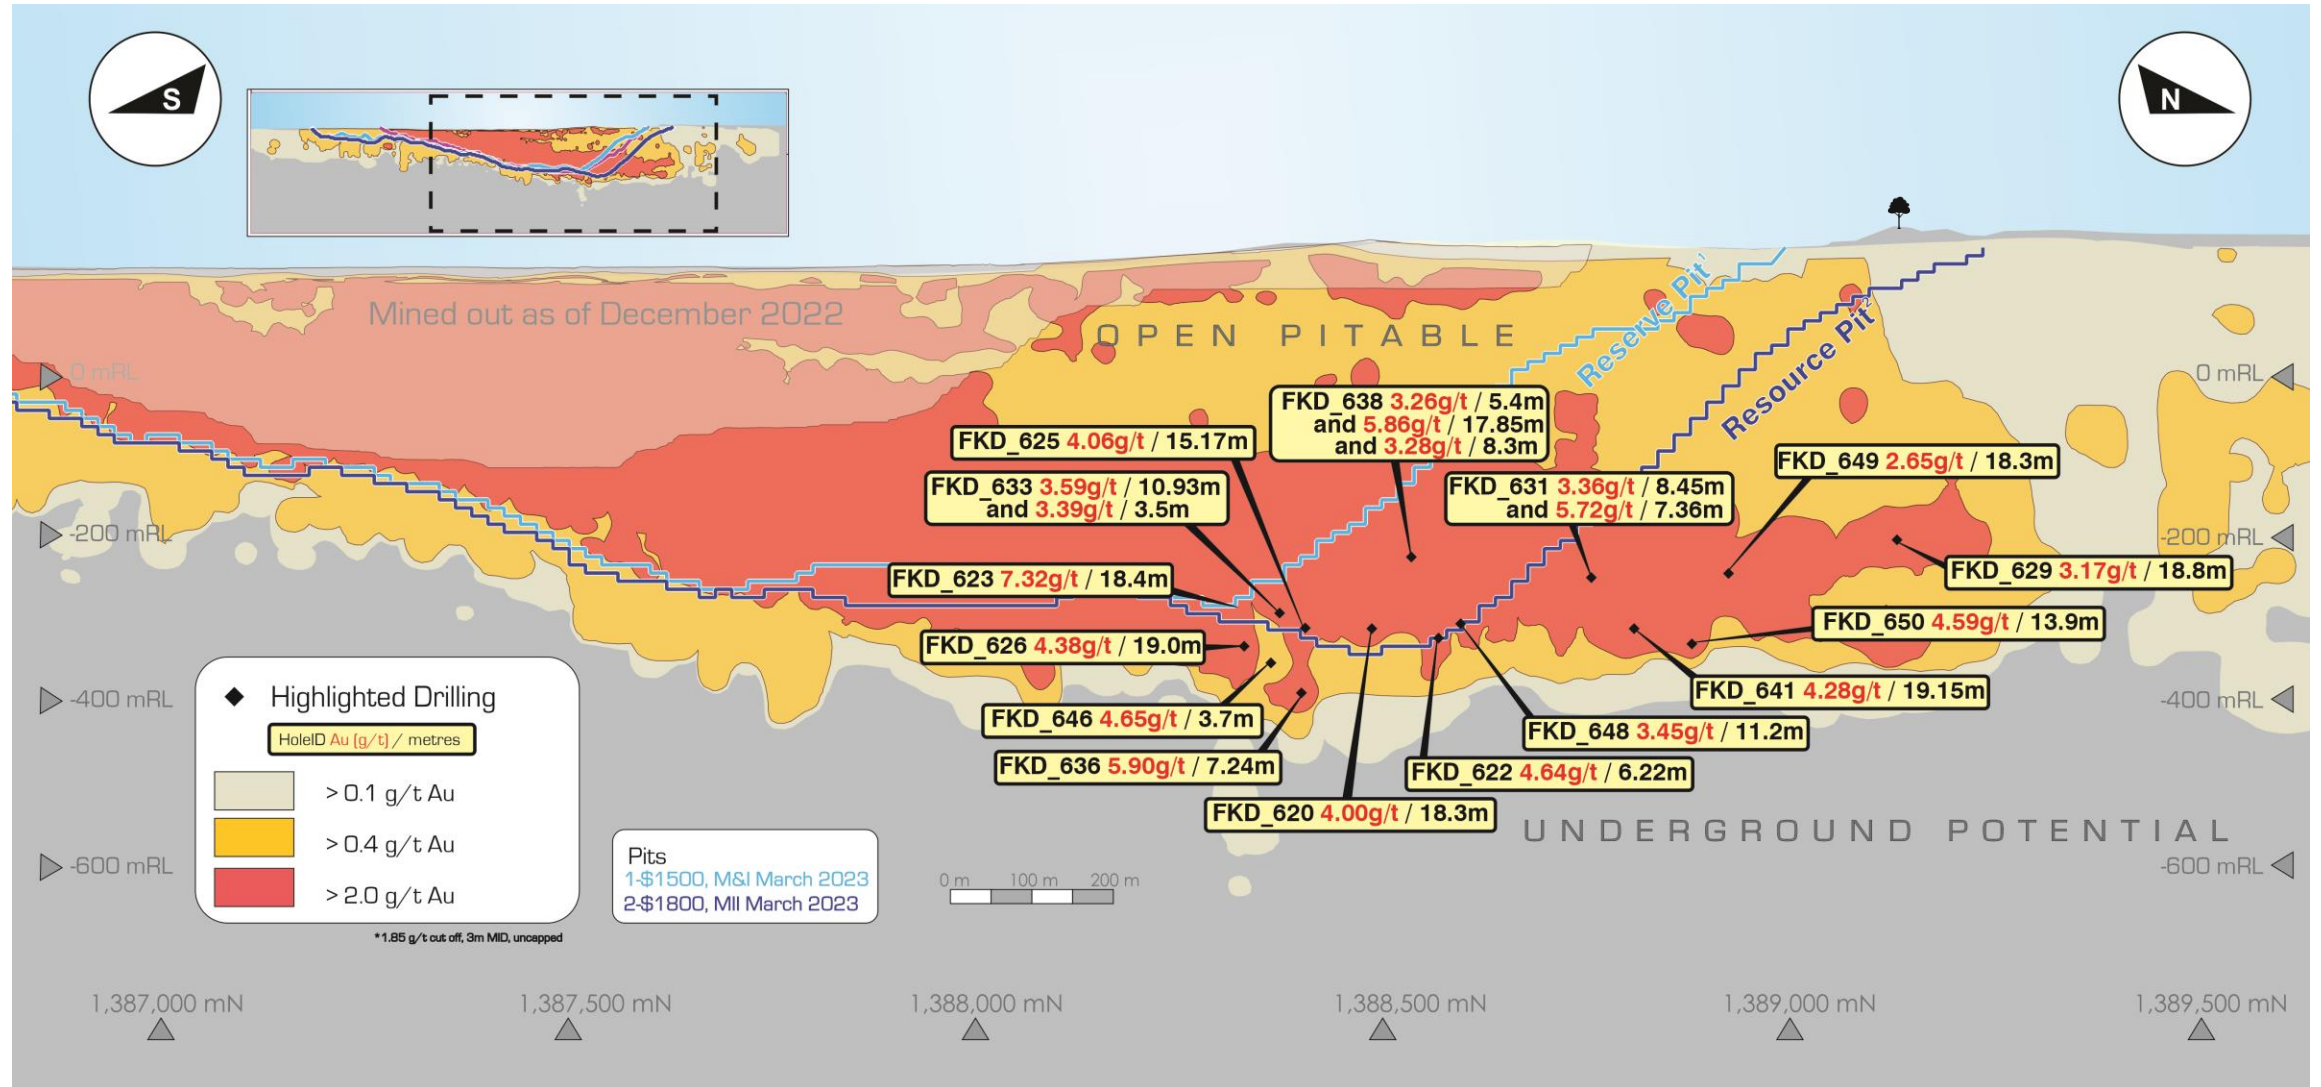 S
N
Mined out as of December 2022
OPEN PITABLE
Reserve Pit¹
Resource Pit²
0 mRL
0 mRL
FKD_638 3.26g/t / 5.4m
and 5.86g/t / 17.85m
and 3.28g/t / 8.3m
FKD_625 4.06g/t / 15.17m
FKD_649 2.65g/t / 18.3m
FKD_633 3.59g/t / 10.93m
and 3.39g/t / 3.5m
FKD_631 3.36g/t / 8.45m
and 5.72g/t / 7.36m
-200 mRL
-200 mRL
FKD_623 7.32g/t / 18.4m
FKD_629 3.17g/t / 18.8m
FKD_626 4.38g/t / 19.0m
FKD_650 4.59g/t / 13.9m
FKD_641 4.28g/t / 19.15m
-400 mRL
-400 mRL
FKD_646 4.65g/t / 3.7m
FKD_648 3.45g/t / 11.2m
FKD_636 5.90g/t / 7.24m
FKD_622 4.64g/t / 6.22m
FKD_620 4.00g/t / 18.3m
UNDERGROUND POTENTIAL
-600 mRL
-600 mRL
Highlighted Drilling
HoleID Au (g/t) / metres
> 0.1 g/t Au
> 0.4 g/t Au
> 2.0 g/t Au
*1.85 g/t cut off, 3m MID, uncapped
Pits
1-$1500, M&I March 2023
2-$1800, MII March 2023
0 m 100 m 200 m
1,387,000 mN 1,387,500 mN 1,388,000 mN 1,388,500 mN 1,389,000 mN 1,389,500 mN